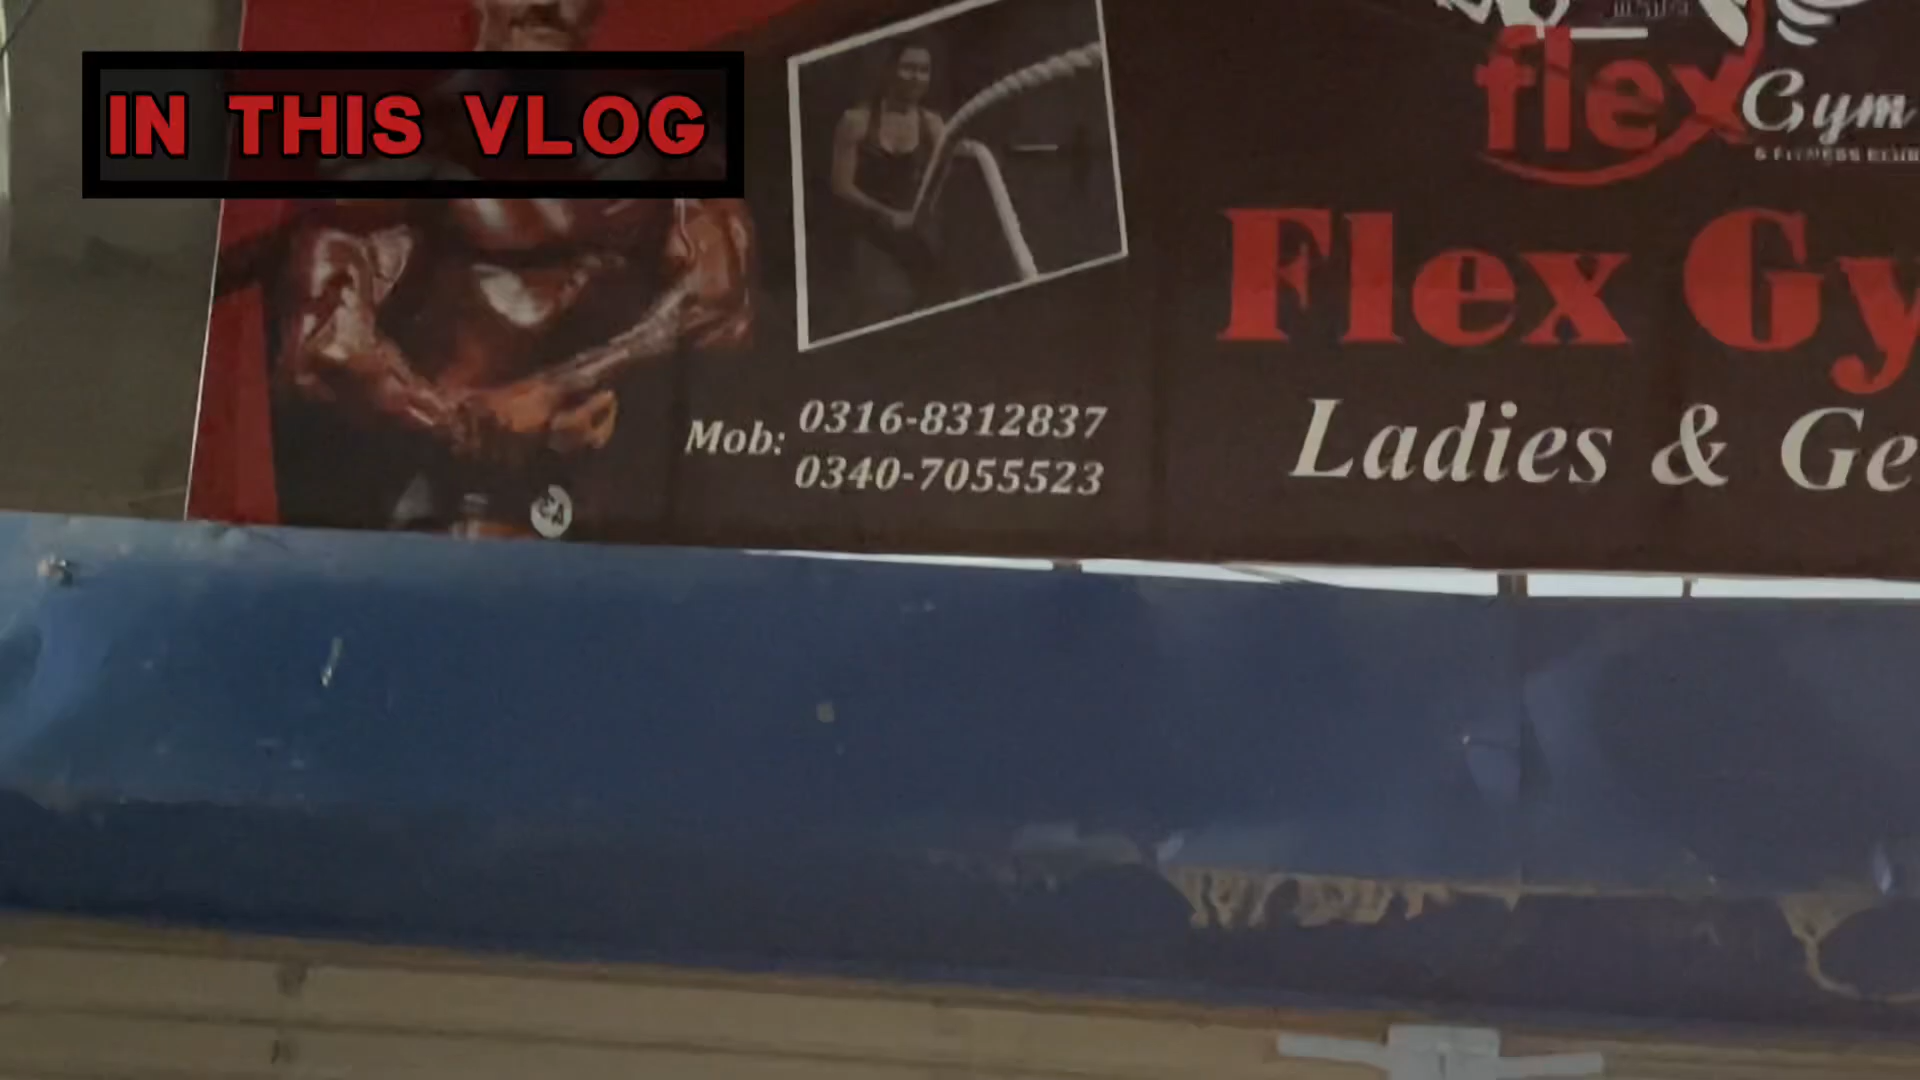 IN THIS VLOG
flex Gym
Flex Gy
Ladies & Ge
Mob: 0316-8312837
0340-7055523